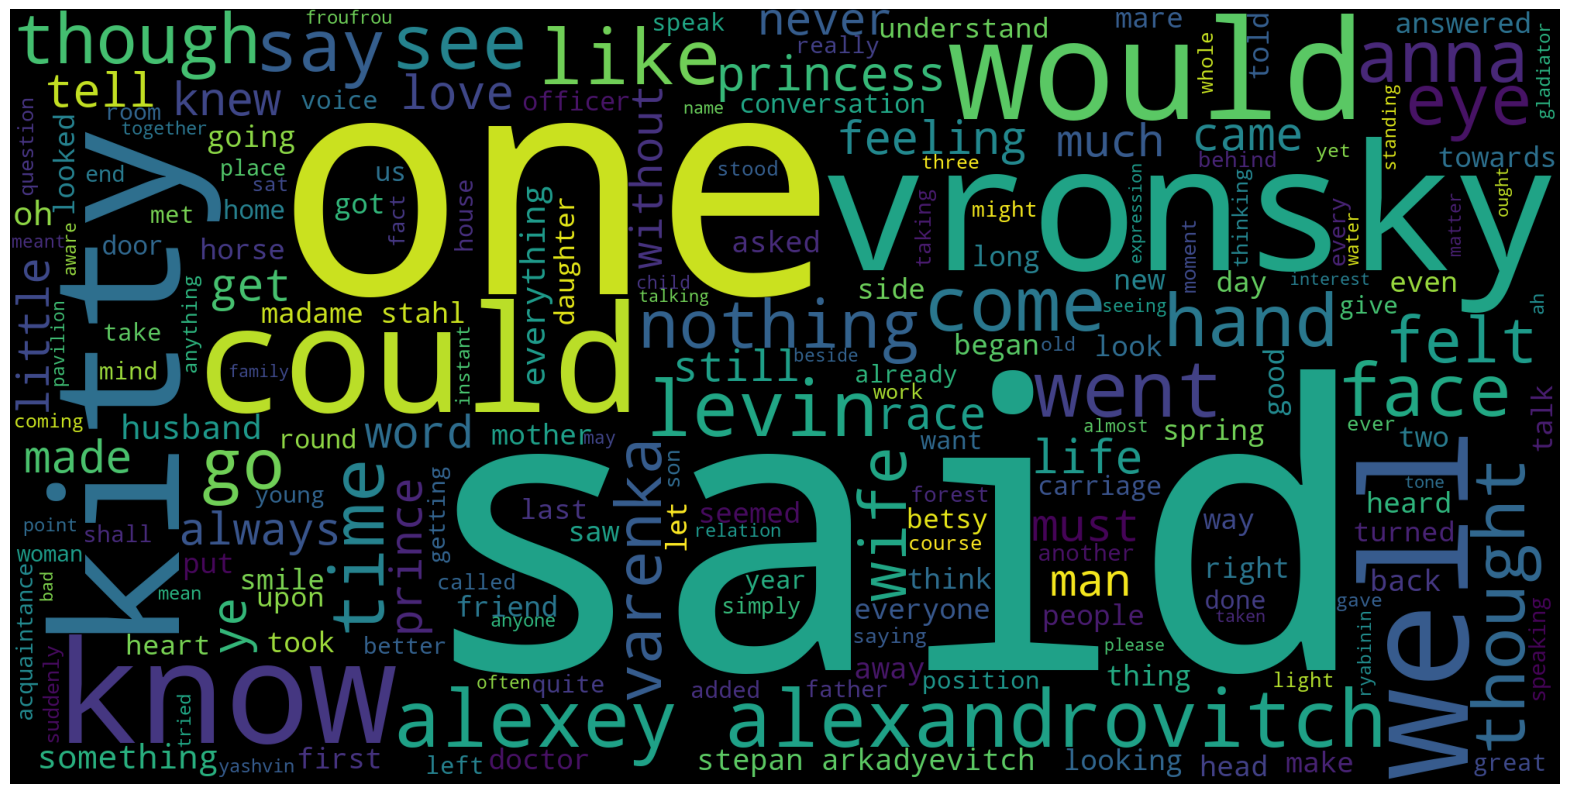 though
say
see
froufrou
speak
like
never
really
understand
mare
would
whole
told
anna
answered
gladiator
tell
knew
voice
love
officer
name
without
princess
conversation
eye
question
room
together
looked
going
place
end
sat
kitty
one
us
fact
house
stood
feeling
three
much
came
behind
yet
standing
towards
oh
met
home
got
everything
daughter
asked
vronsky
might
taking
long
expression
thinking
every
water
matter
ought
meant
aware
door
horse
child
talking
new
moment
interest
little
pavilion
get
anything
madame stahl
nothing
side
come
seeing
hand
day
give
even
ah
take
mind
could
family
instant
beside
began
old
look
felt
still
already
work
levin
went
good
face
coming
husband
word
mother
may
race
want
almost
spring
ever
two
talk
made
go
round
time
varenka
son
wife
life
carriage
well
tone
thought
young
prince
getting
last
saw
let
seemed
said
forest
betsy
course
must
another
way
heard
point
shall
always
relation
turned
woman
put
bad
mean
smile
upon
ye
called
friend
anyone
year
simply
think
everyone
man
people
right
done
taken
gave
back
acquaintance
know
heart
took
better
saying
please
away
position
thing
light
ryabinin
speaking
suddenly
tried
often
quite
added
father
alexey alexandrovitch
something
yashvin
first
left
doctor
stepan arkadyevitch
looking
head
make
great